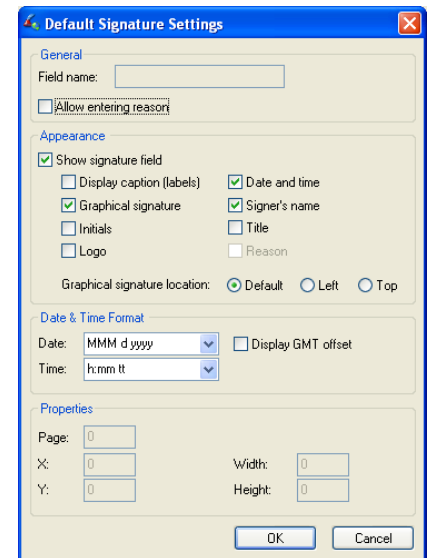 Default Signature Settings
General
Field name:
Allow entering reason
Appearance
Show signature field
Display caption (labels) Date and time
Graphical signature Signer's name
Initials Title
Logo Reason
Graphical signature location: Default Left Top
Date & Time Format
Date: MMM d yyyy Display GMT offset
Time: h:mm tt
Properties
Page: 0
X: 0 Width: 0
Y: 0 Height: 0
OK Cancel